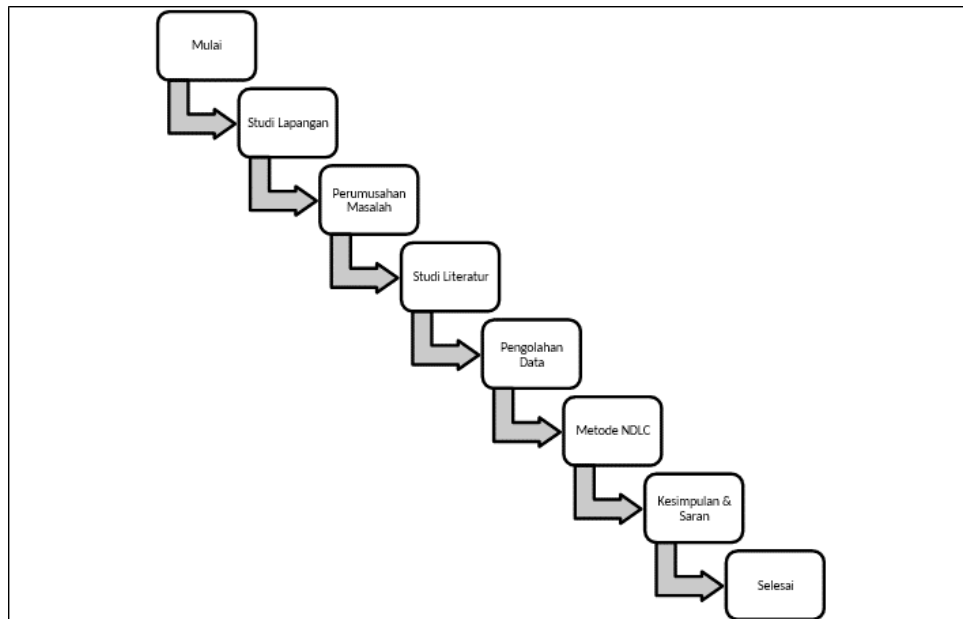 Mulai
Studi Lapangan
Perumusahan
Masalah
Studi Literatur
Pengolahan
Data
Metode NDLC
Kesimpulan &
Saran
Selesai